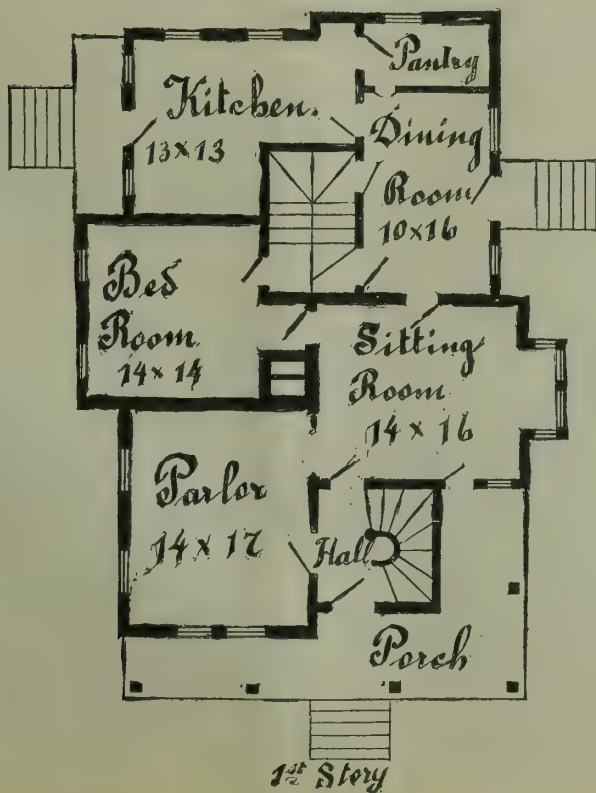 Pantry
Kitchen.
13 x 13
Dining
Room
10 x 16
Bed
Room
14 x 14
Sitting
Room
14 x 16
Parlor
14 x 17
Hall
Porch
1st Story